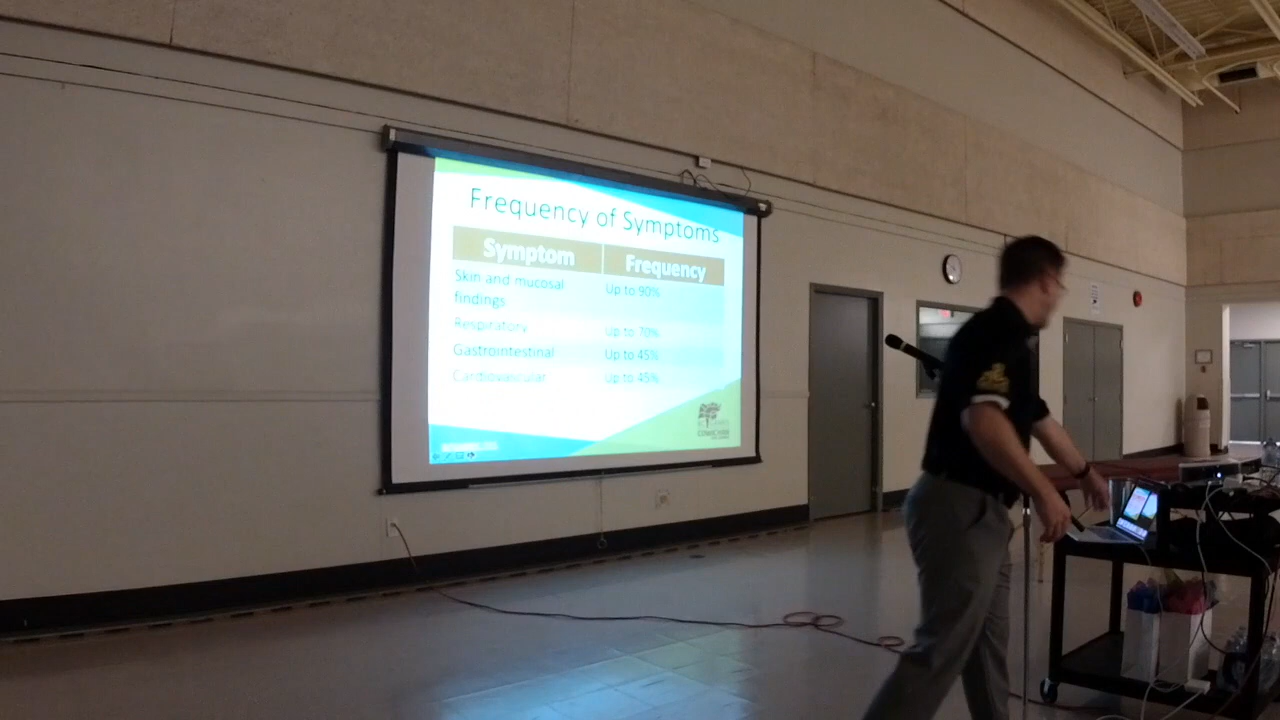 Frequency of Symptoms
Symptom Frequency
Skin and mucosal Up to 90%
findings
Respiratory Up to 70%
Gastrointestinal Up to 45%
Cardiovascular Up to 45%